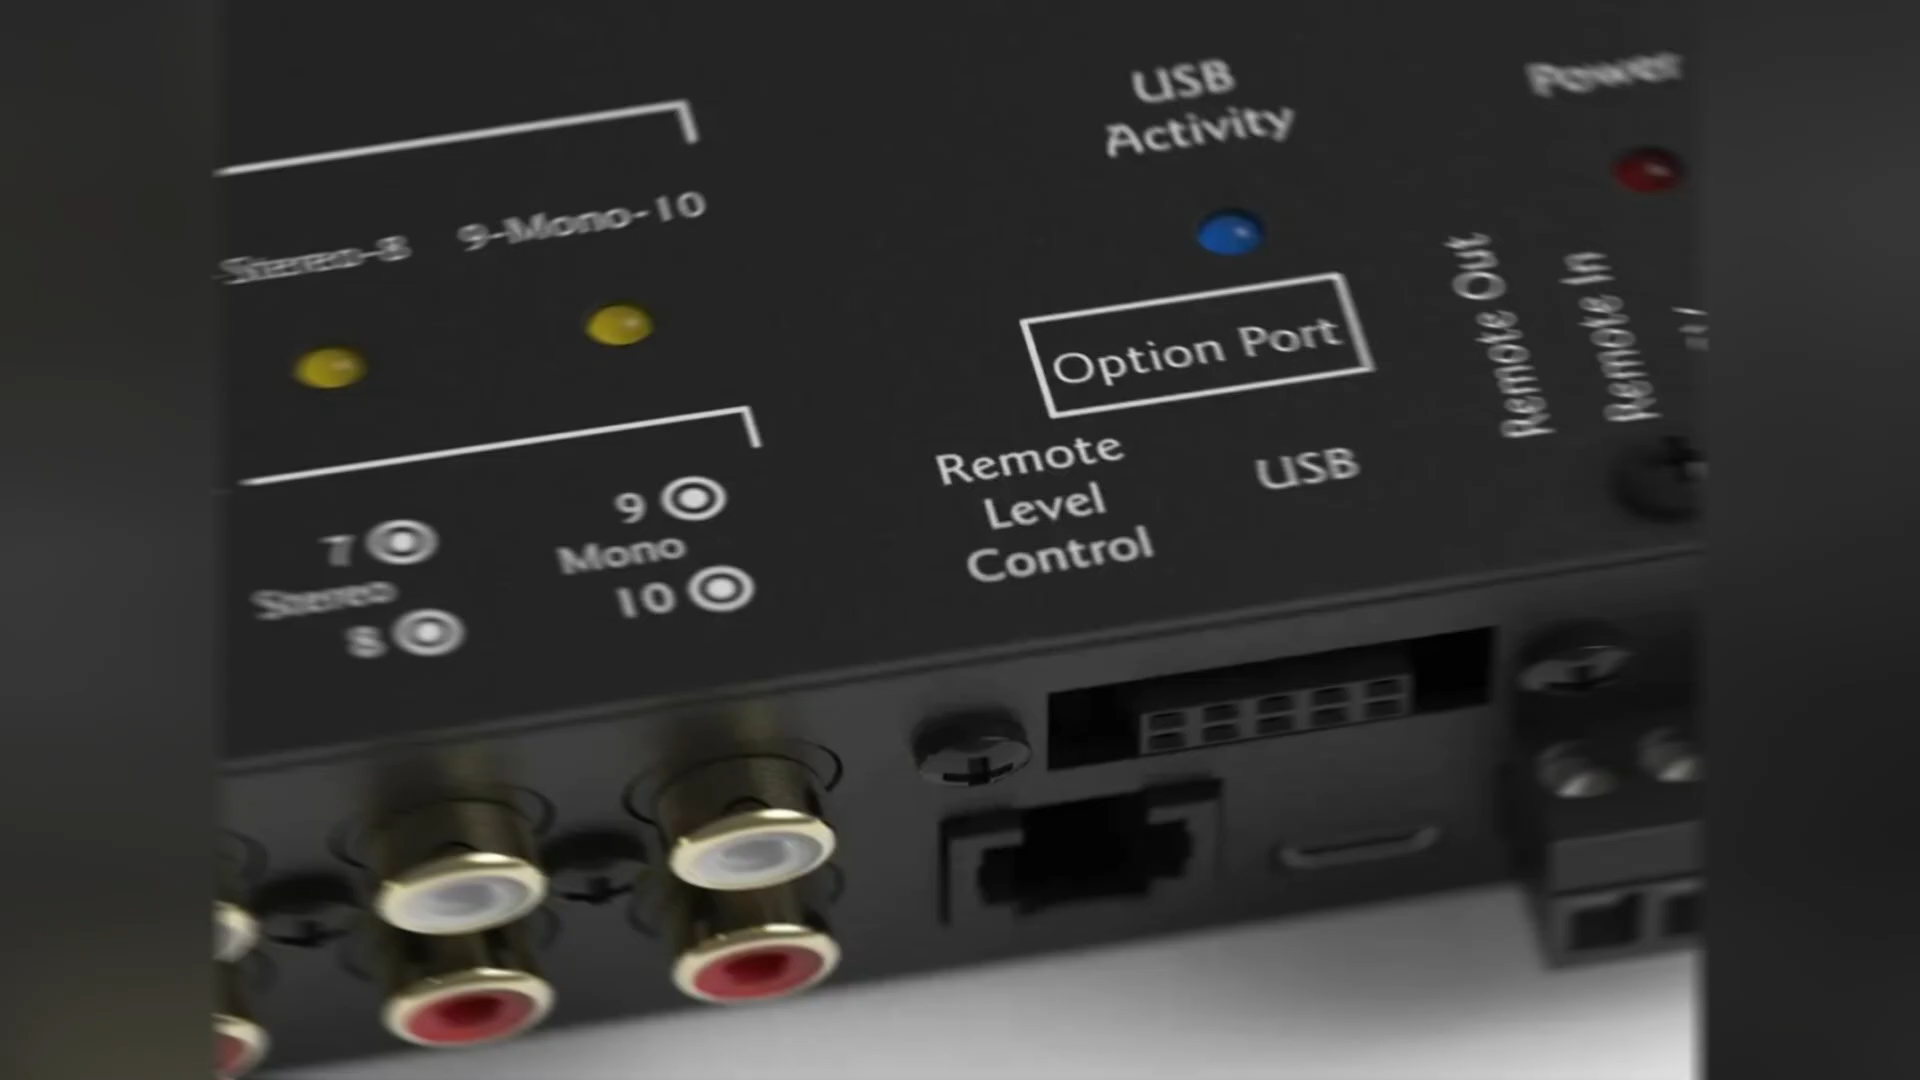 USB
Activity
Power
Stereo-8
9-Mono-10
Option Port
Remote Out
Remote In
Remote
Level
Control
USB
7
Stereo
8
9
Mono
10